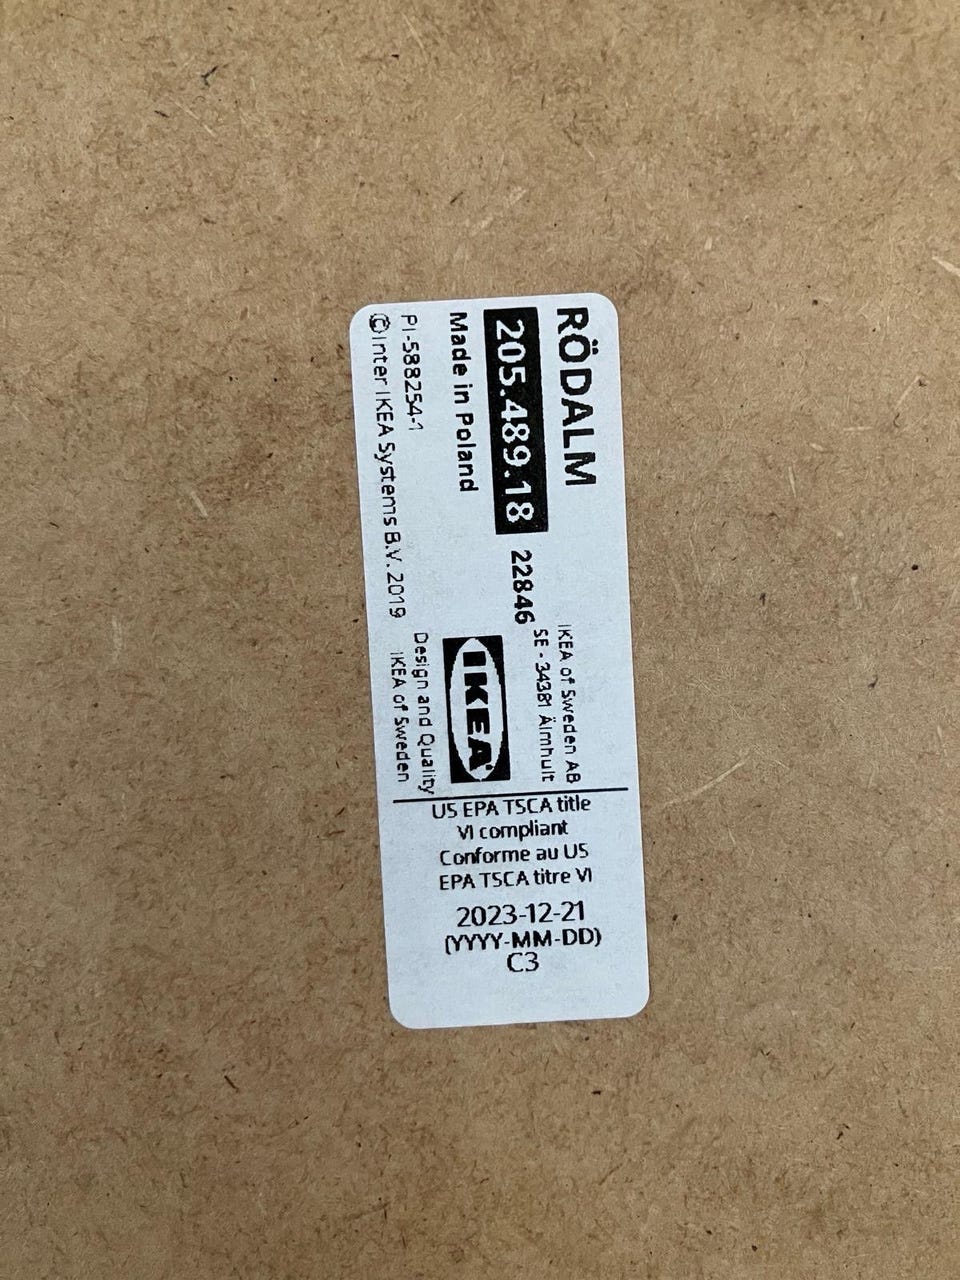 RÖDALM
205.489.18 22846
Made in Poland
PI-588254-1
©Inter IKEA Systems B.V. 2019
IKEA of Sweden AB
SE - 34381 Älmhult
IKEA
Design and Quality
IKEA of Sweden
US EPA TSCA title
VI compliant
Conforme au US
EPA TSCA titre VI
2023-12-21
(YYYY-MM-DD)
C3